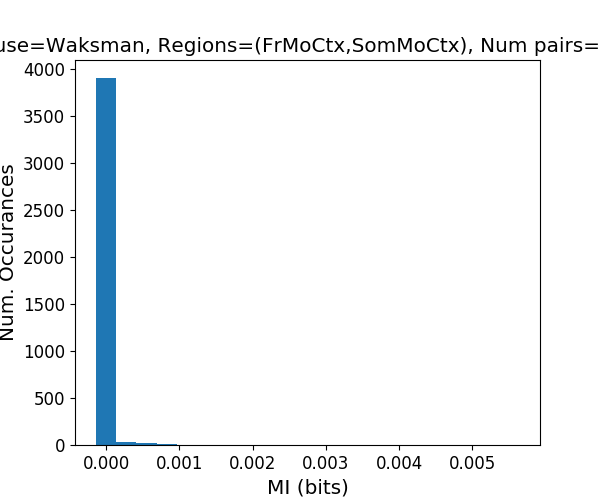 use=Waksman, Regions=(FrMoCtx,SomMoCtx), Num pairs=
4000
3500
3000
2500
2000
1500
1000
500
0
Num. Occurances
0.000 0.001 0.002 0.003 0.004 0.005
MI (bits)